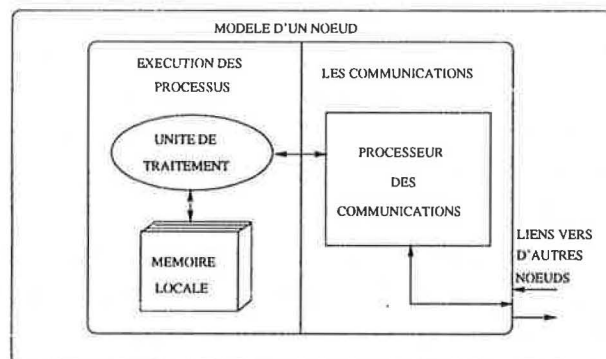 MODELE D'UN NOEUD
EXECUTION DES
PROCESSUS
LES COMMUNICATIONS
UNITE DE
TRAITEMENT
PROCESSEUR
DES
COMMUNICATIONS
MEMOIRE
LOCALE
LIENS VERS
D'AUTRES
NOEUDS